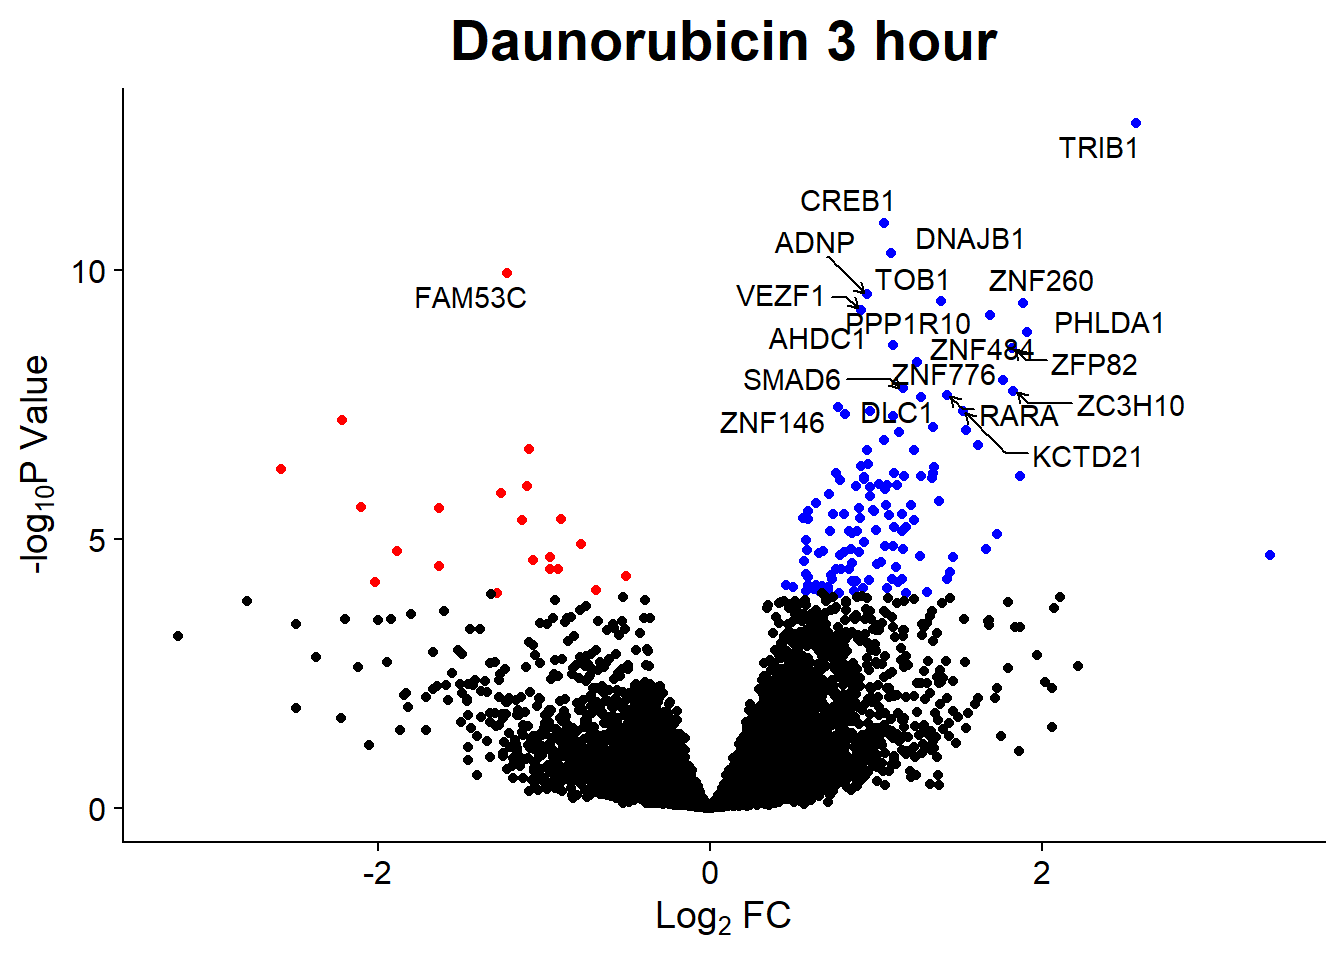 Daunorubicin 3 hour
TRIB1
CREB1
ADNP
DNAJB1
TOB1
ZNF260
VEZF1
FAM53C
PPP1R10
PHLDA1
AHDC1
ZNF484
ZFP82
SMAD6
ZNF776
ZC3H10
DLC1
RARA
ZNF146
KCTD21
10
5
0
-log10P Value
-2
0
2
Log2 FC